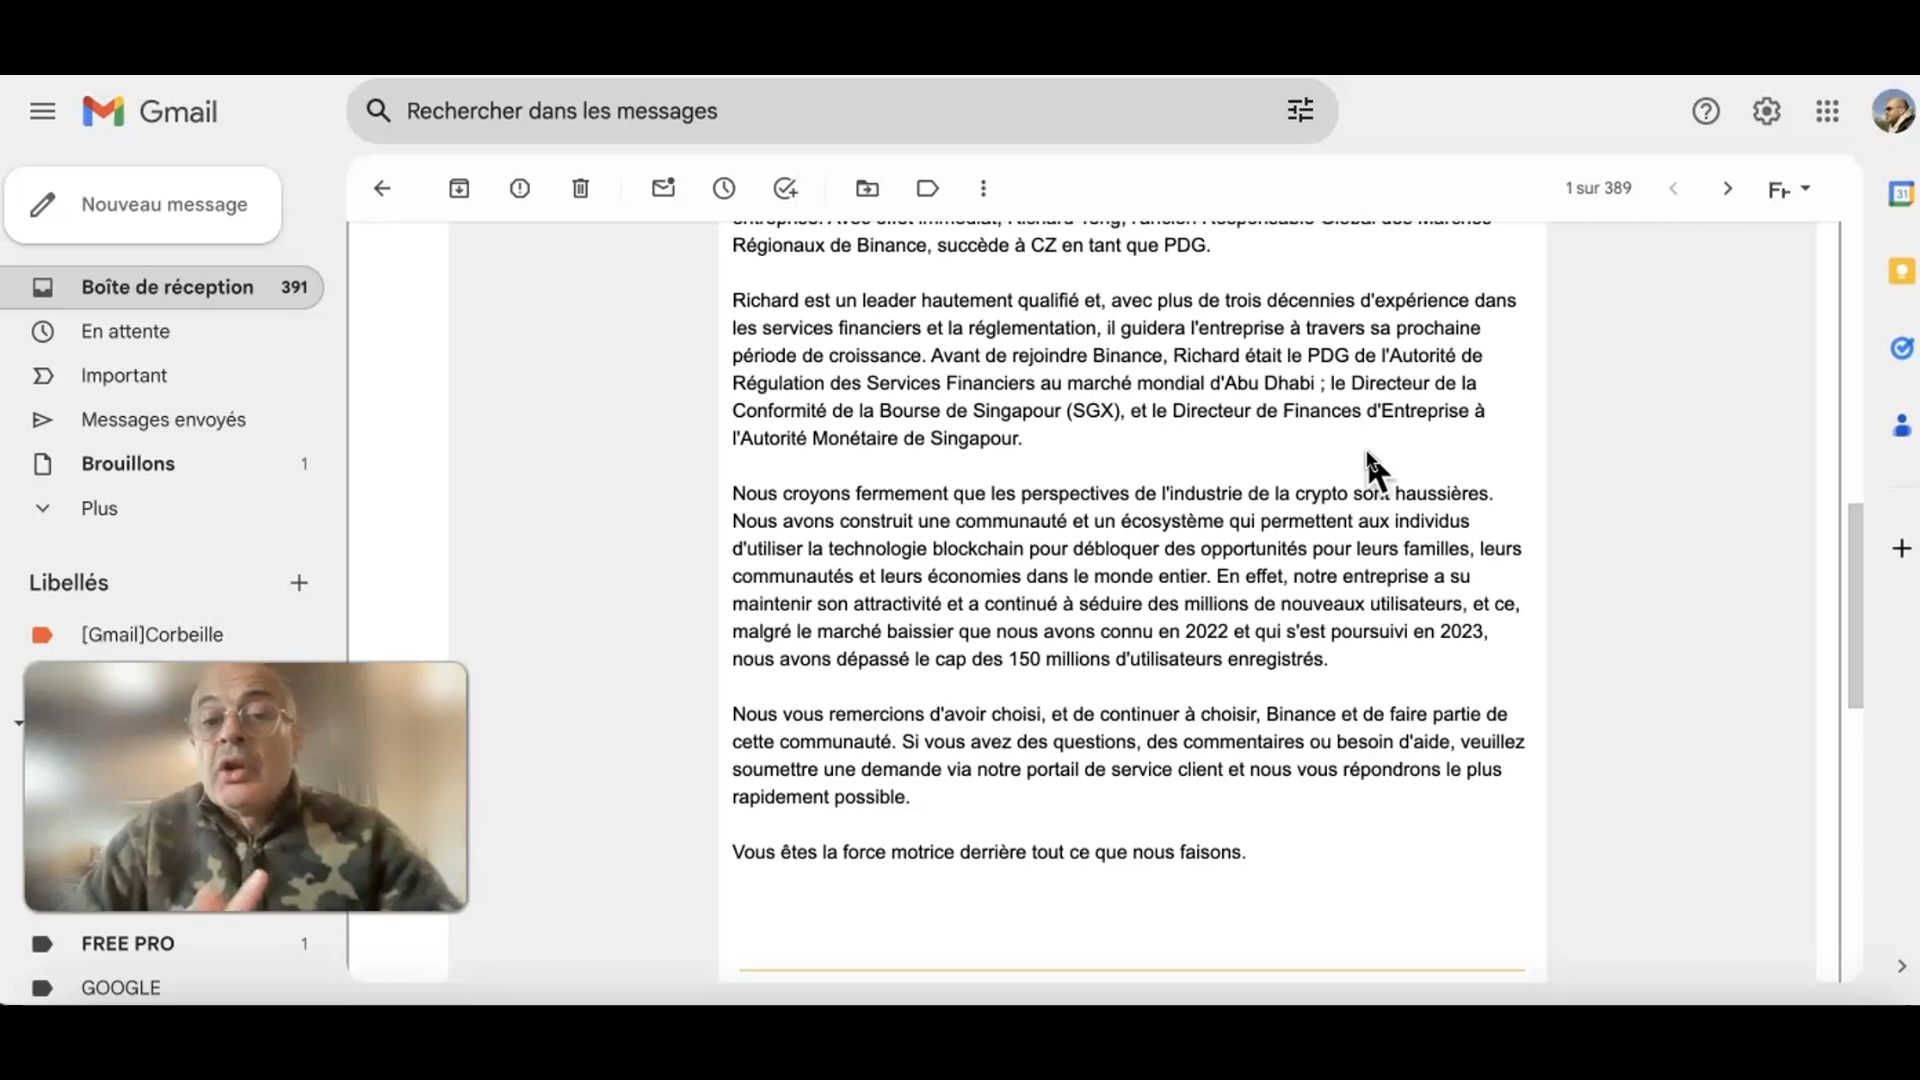 Gmail
Rechercher dans les messages
Nouveau message
1 sur 389
Boîte de réception 391
En attente
Important
Messages envoyés
Brouillons 1
Plus
Libellés
[Gmail]Corbeille
FREE PRO 1
GOOGLE
entreprise. Avec effet immédiat, Richard Teng, l'ancien Responsable Global des Marchés
Régionaux de Binance, succède à CZ en tant que PDG.
Richard est un leader hautement qualifié et, avec plus de trois décennies d'expérience dans
les services financiers et la réglementation, il guidera l'entreprise à travers sa prochaine
période de croissance. Avant de rejoindre Binance, Richard était le PDG de l'Autorité de
Régulation des Services Financiers au marché mondial d'Abu Dhabi ; le Directeur de la
Conformité de la Bourse de Singapour (SGX), et le Directeur de Finances d'Entreprise à
l'Autorité Monétaire de Singapour.
Nous croyons fermement que les perspectives de l'industrie de la crypto sont haussières.
Nous avons construit une communauté et un écosystème qui permettent aux individus
d'utiliser la technologie blockchain pour débloquer des opportunités pour leurs familles, leurs
communautés et leurs économies dans le monde entier. En effet, notre entreprise a su
maintenir son attractivité et a continué à séduire des millions de nouveaux utilisateurs, et ce,
malgré le marché baissier que nous avons connu en 2022 et qui s'est poursuivi en 2023,
nous avons dépassé le cap des 150 millions d'utilisateurs enregistrés.
Nous vous remercions d'avoir choisi, et de continuer à choisir, Binance et de faire partie de
cette communauté. Si vous avez des questions, des commentaires ou besoin d'aide, veuillez
soumettre une demande via notre portail de service client et nous vous répondrons le plus
rapidement possible.
Vous êtes la force motrice derrière tout ce que nous faisons.
31